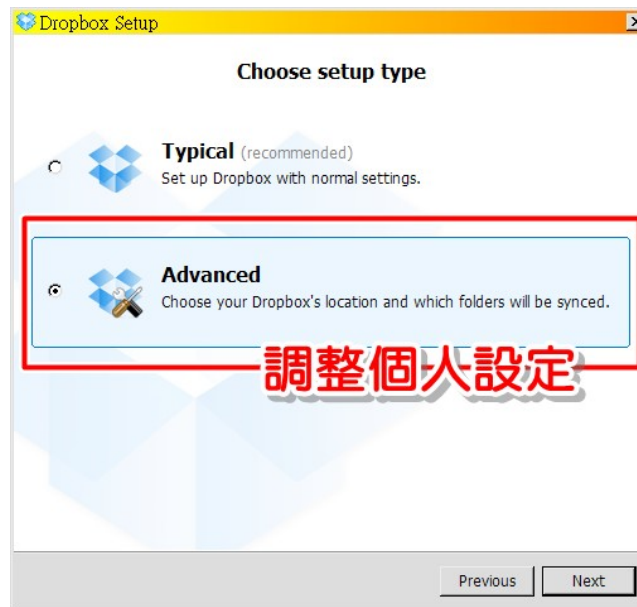 Dropbox Setup
Choose setup type
Typical (recommended)
Set up Dropbox with normal settings.
Advanced
Choose your Dropbox's location and which folders will be synced.
調整個人設定
Previous
Next